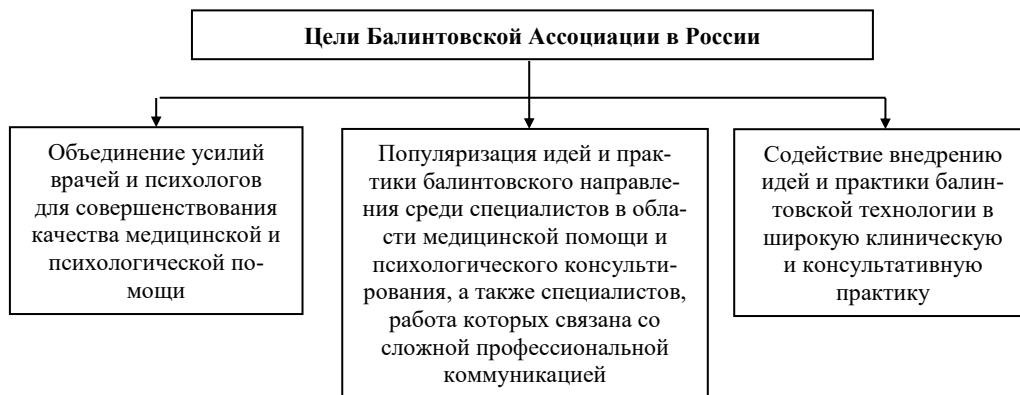 Цели Балинтовской Ассоциации в России
Объединение усилий
врачей и психологов
для совершенствования
качества медицинской и
психологической по-
мощи
Популяризация идей и прак-
тики балинтовского направле-
ния среди специалистов в обла-
сти медицинской помощи и
психологического консульти-
рования, а также специалистов,
работа которых связана со
сложной профессиональной
коммуникацией
Содействие внедрению
идей и практики балин-
товской технологии в
широкую клиническую
и консультативную
практику